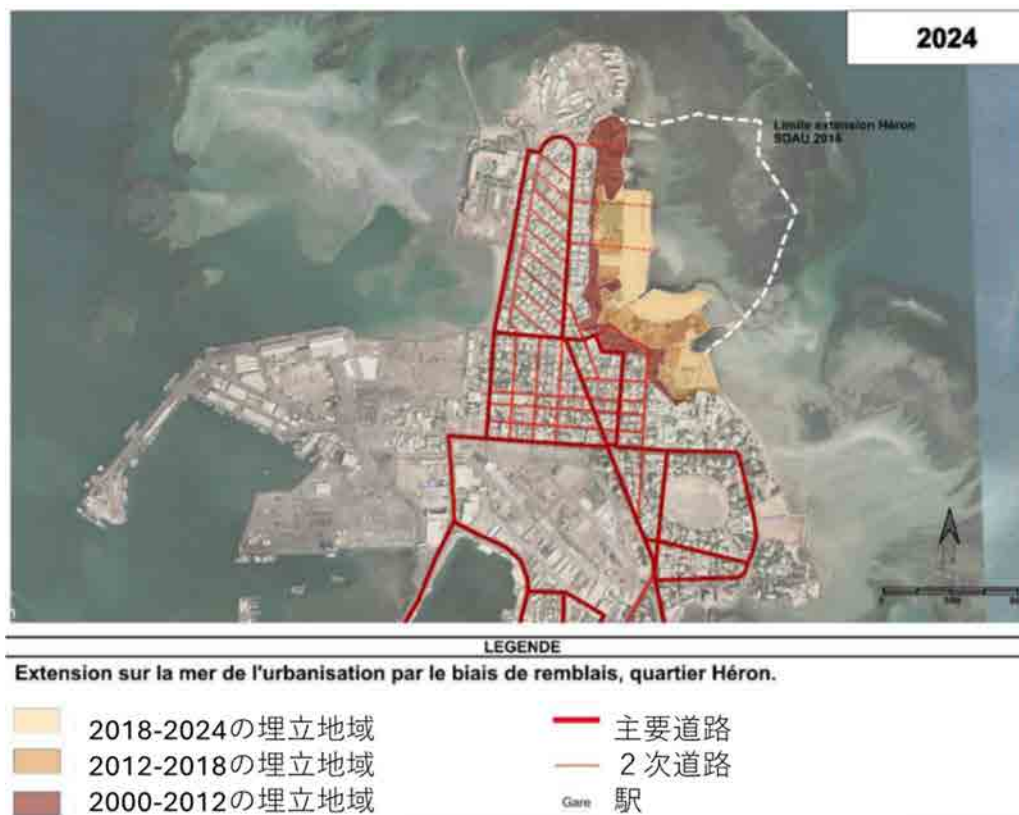 2024
Limite extension Héron
SDAU 2014
LEGENDE
Extension sur la mer de l'urbanisation par le biais de remblais, quartier Héron.
2018-2024の埋立地域
2012-2018の埋立地域
2000-2012の埋立地域
主要道路
２次道路
Gare 駅